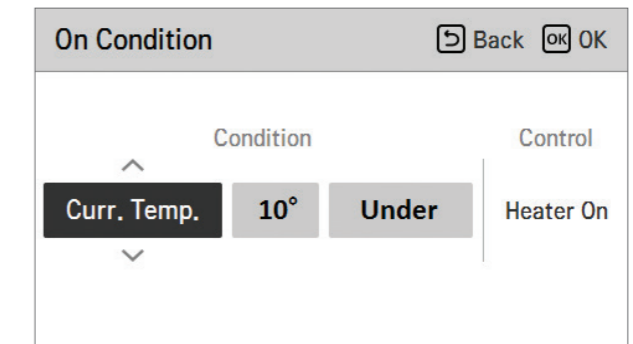 On Condition Back OK OK
Condition Control
Curr. Temp. 10° Under Heater On